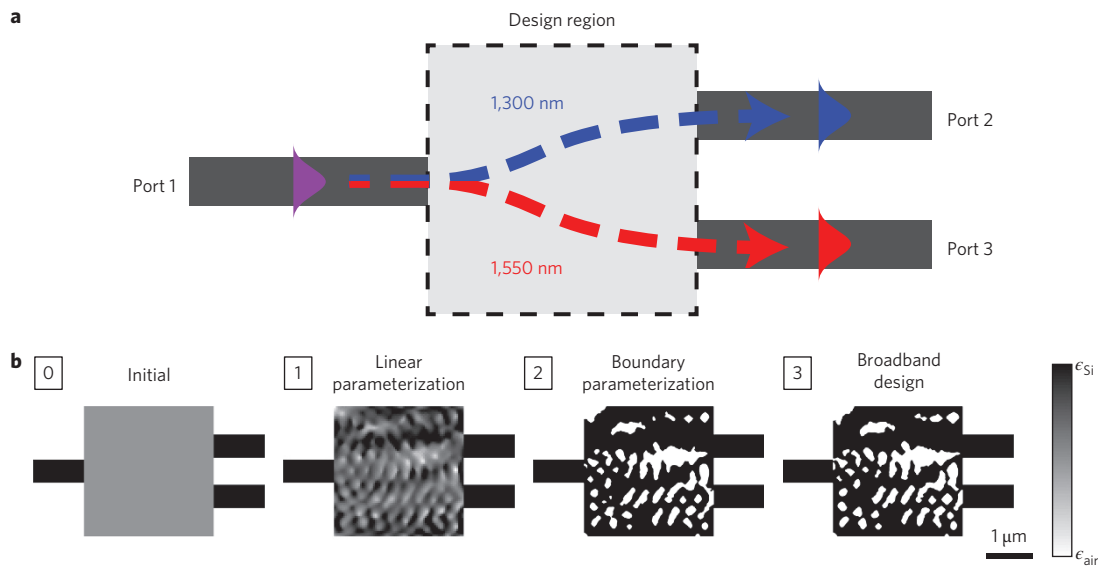 a
Design region
1,300 nm
Port 2
Port 1
Port 3
1,550 nm
b
0
Initial
1
Linear
parameterization
2
Boundary
parameterization
3
Broadband
design
ϵSi
1 µm
ϵair